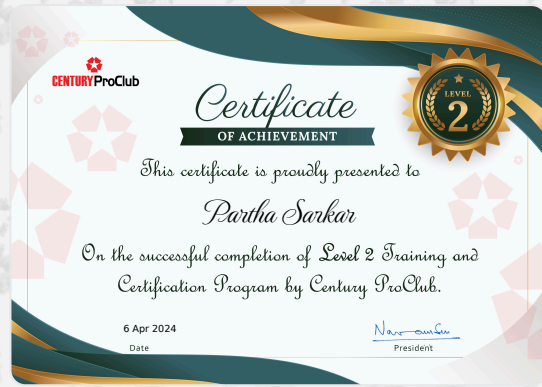 CENTURY ProClub
LEVEL
2
Certificate
OF ACHIEVEMENT
This certificate is proudly presented to
Partha Sarkar
On the successful completion of Level 2 Training and
Certification Program by Century ProClub.
6 Apr 2024
Date
President